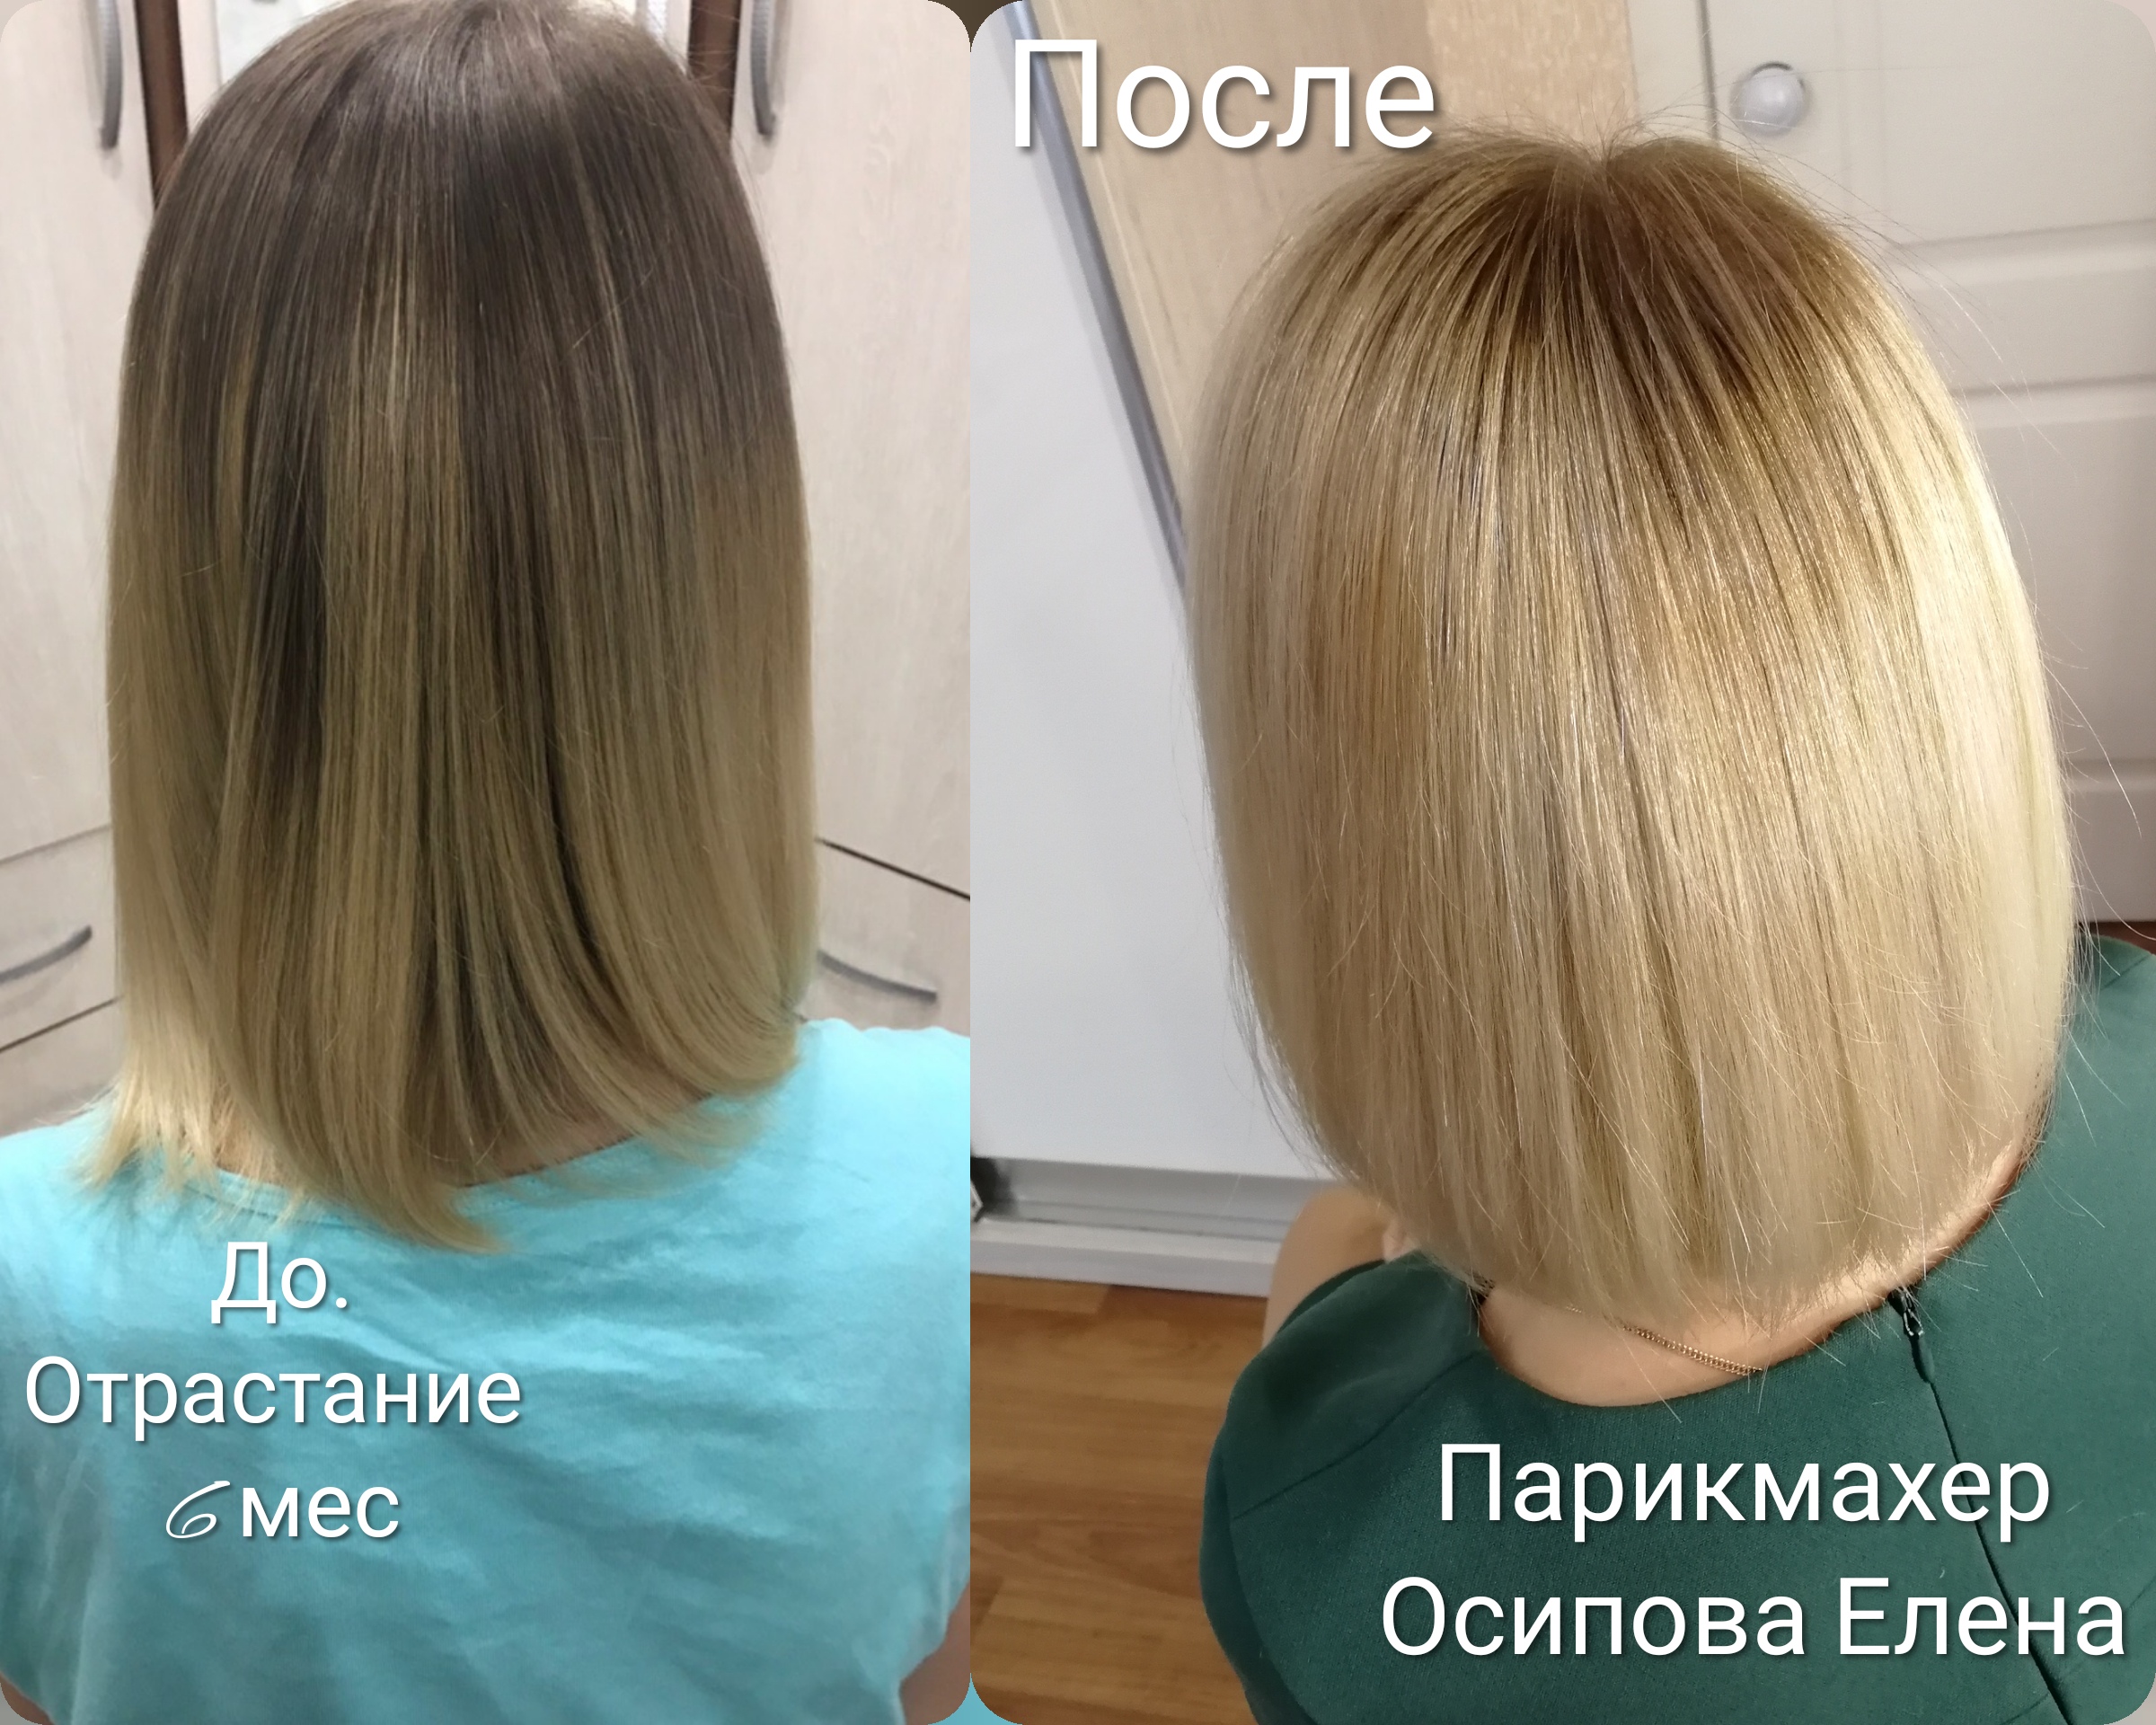 До.
Отрастание
6 мес
После
Парикмахер
Осипова Елена